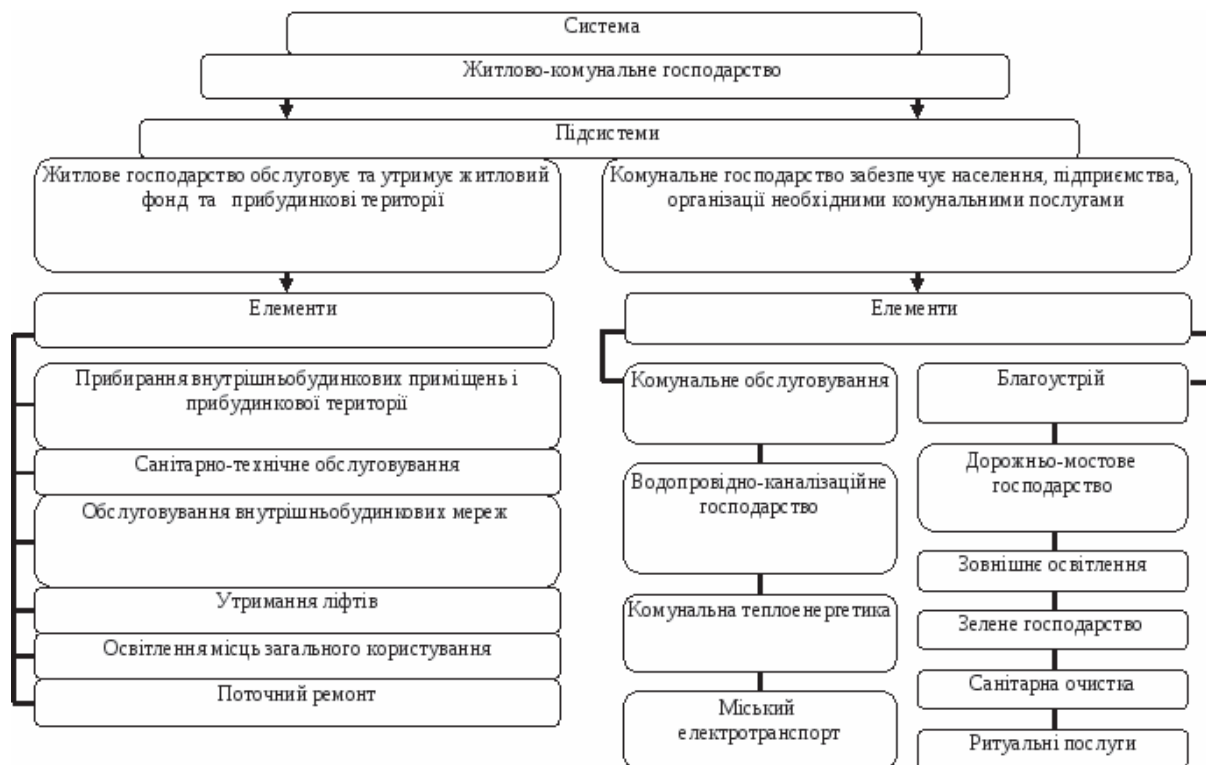 Система
Житлово-комунальне господарство
Підсистеми
Житлове господарство обслуговує та утримує житловий
фонд та прибудинкові території
Комунальне господарство забезпечує населення, підприємства,
організації необхідними комунальними послугами
Елементи
Прибирання внутрішньобудинкових приміщень і
прибудинкової території
Санітарно-технічне обслуговування
Обслуговування внутрішньобудинкових мереж
Утримання ліфтів
Освітлення місць загального користування
Поточний ремонт
Елементи
Комунальне обслуговування
Водопровідно-каналізаційне
господарство
Комунальна теплоенергетика
Міський
електротранспорт
Благоустрій
Дорожньо-мостове
господарство
Зовнішнє освітлення
Зелене господарство
Санітарна очистка
Ритуальні послуги